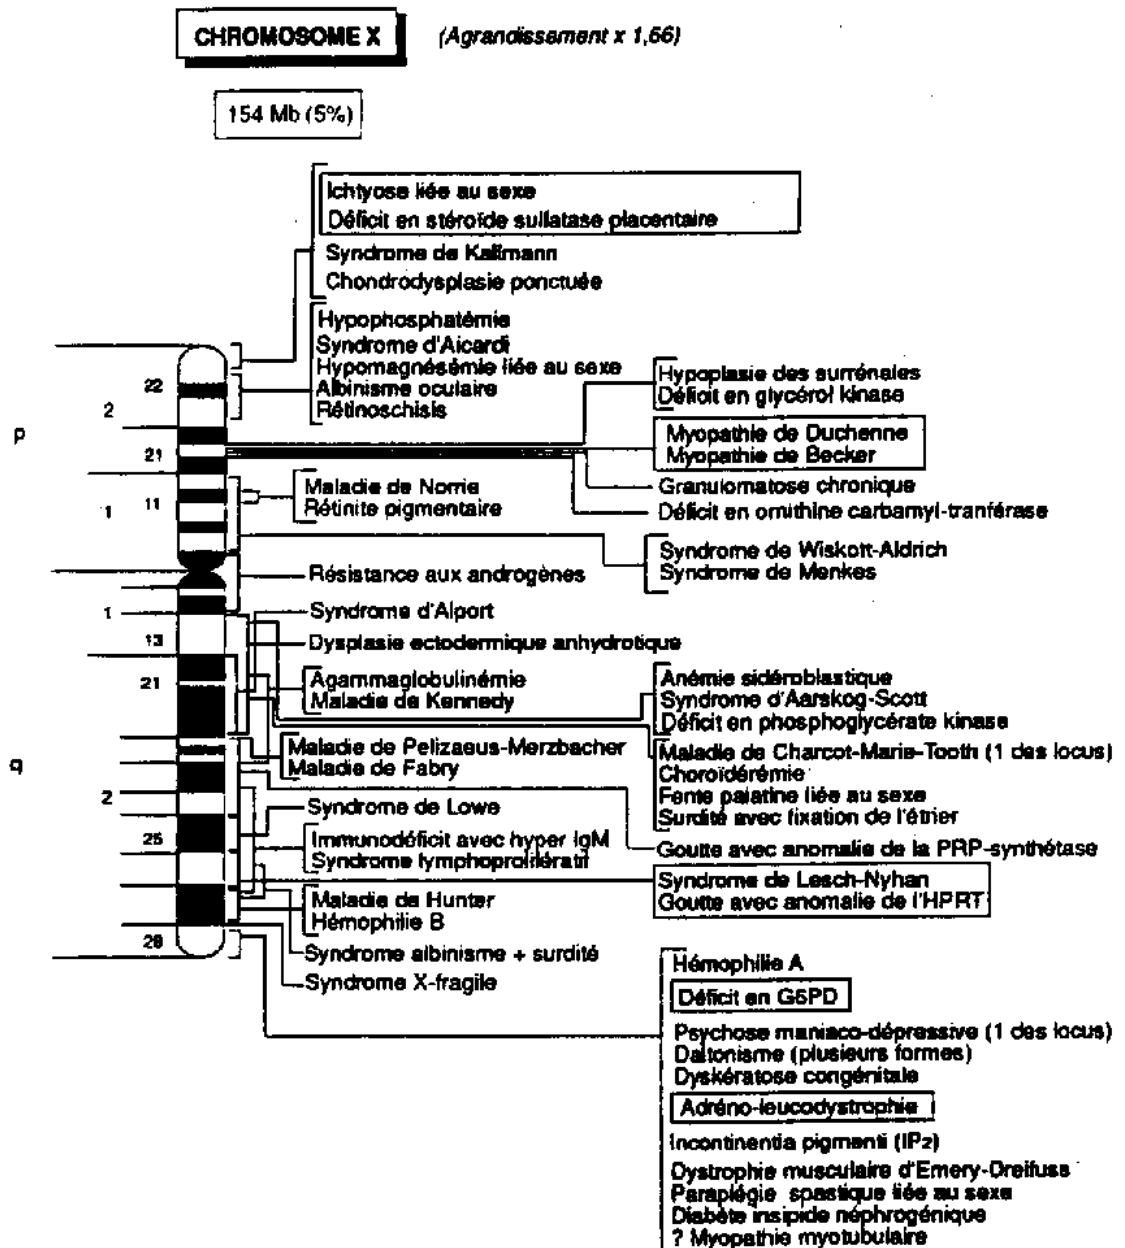 CHROMOSOME X
(Agrandissement x 1,66)
154 Mb (5%)
Ichtyose liée au sexe
Déficit en stéroïde sulfatase placentaire
Syndrome de Kallmann
Chondrodysplasie ponctuée
Hypophosphatémie
Syndrome d'Aicardi
Hypomagnésémie liée au sexe
Albinisme oculaire
Rétinoschisis
Hypoplasie des surrénales
Déficit en glycérol kinase
Myopathie de Duchenne
Myopathie de Becker
Granulomatose chronique
Déficit en ornithine carbamyl-tranférase
Maladie de Norrie
Rétinite pigmentaire
Syndrome de Wiskott-Aldrich
Syndrome de Menkes
Résistance aux androgènes
Syndrome d'Alport
Dysplasie ectodermique anhydrotique
Agammaglobulinémie
Maladie de Kennedy
Anémie sidéroblastique
Syndrome d'Aarskog-Scott
Déficit en phosphoglycérate kinase
Maladie de Pelizaeus-Merzbacher
Maladie de Fabry
Maladie de Charcot-Marie-Tooth (1 des locus)
Choroïdérémie
Fente palatine liée au sexe
Surdité avec fixation de l'étrier
Syndrome de Lowe
Immunodéficit avec hyper IgM
Syndrome lymphoprolifératif
Goutte avec anomalie de la PRP-synthétase
Syndrome de Lesch-Nyhan
Goutte avec anomalie de l'HPRT
Maladie de Hunter
Hémophilie B
Syndrome albinisme + surdité
Syndrome X-fragile
Hémophilie A
Déficit en G6PD
Psychose maniaco-dépressive (1 des locus)
Daltonisme (plusieurs formes)
Dyskératose congénitale
Adréno-leucodystrophie
Incontinentia pigmenti (IP2)
Dystrophie musculaire d'Emery-Dreifuss
Paraplégie spastique liée au sexe
Diabète insipide néphrogénique
? Myopathie myotubulaire
p
2
22
21
1
11
q
1
13
21
2
25
28